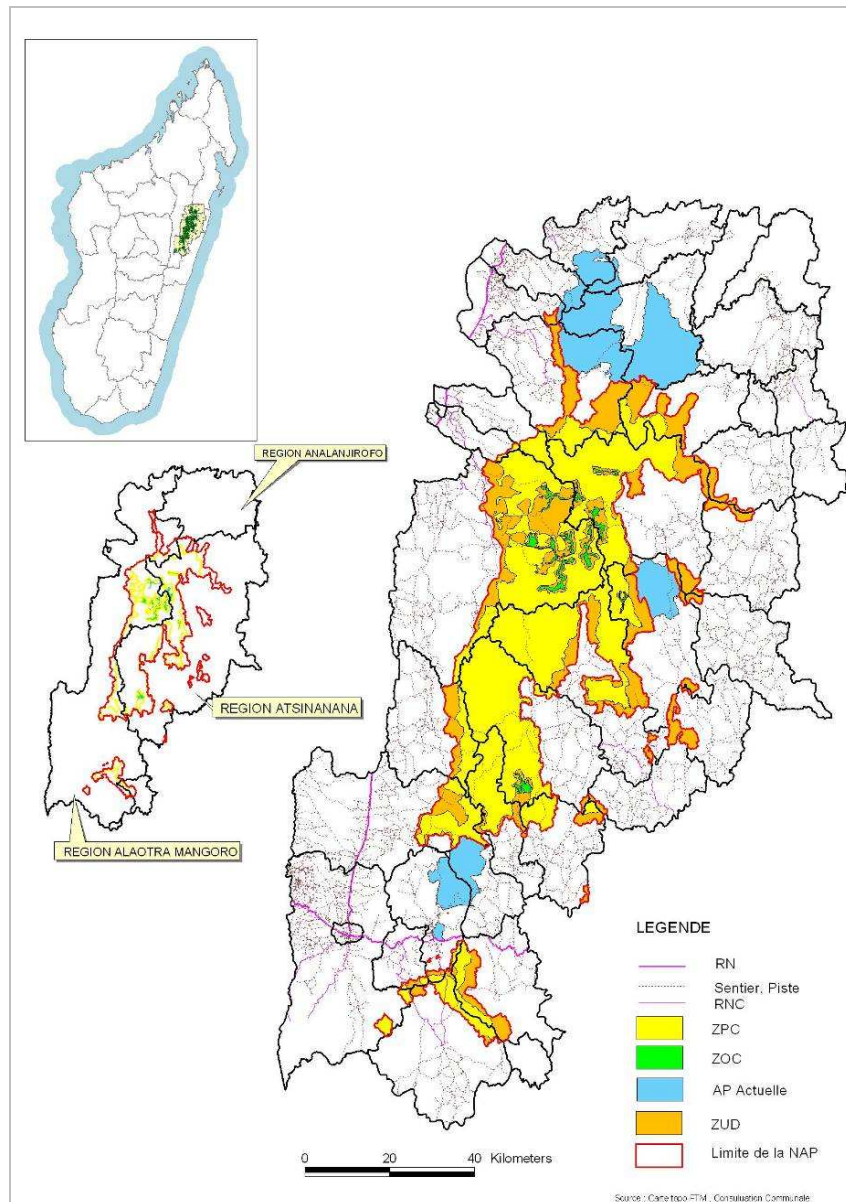 REGION ANALANJIROFO
REGION ATSINANANA
REGION ALAOTRA MANGORO
LEGENDE
RN
Sentier, Piste
RNC
ZPC
ZOC
AP Actuelle
ZUD
Limite de la NAP
0 20 40 Kilometers
Source : Carte topo FTM , Consultation Communale